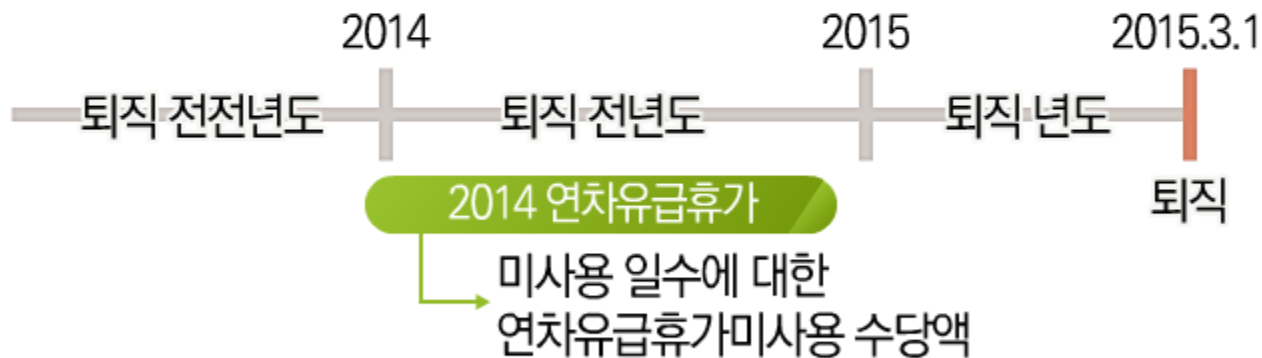 2014 2015 2015.3.1
퇴직 전전년도 퇴직 전년도 퇴직 년도
2014 연차유급휴가
퇴직
미사용 일수에 대한
연차유급휴가미사용 수당액